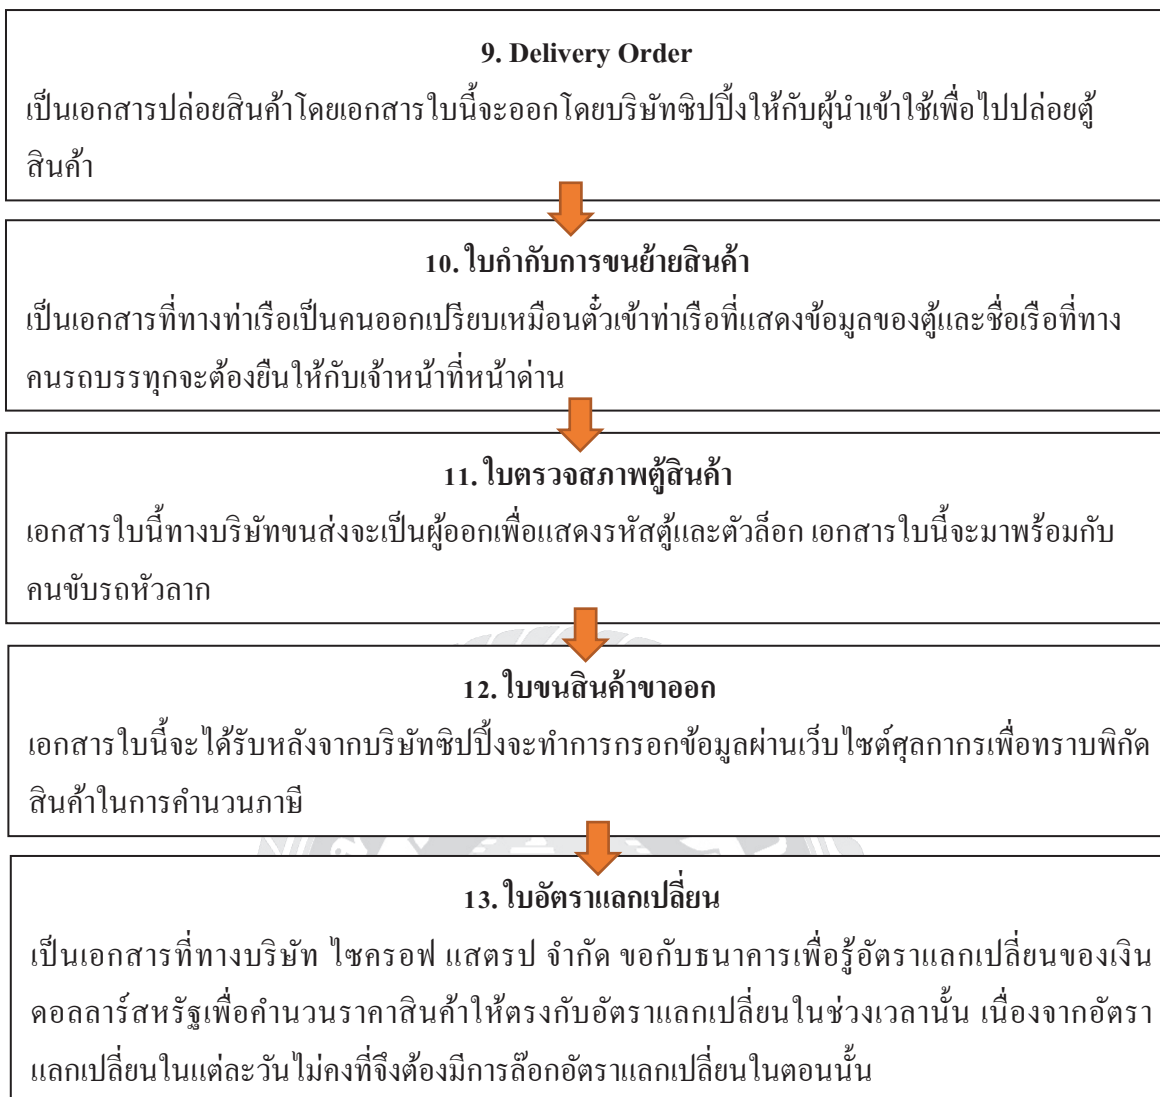 9. Delivery Order
เป็นเอกสารปล่อยสินค้าโดยเอกสารใบนี้จะออกโดยบริษัทชิปปิ้งให้กับผู้นำเข้าใช้เพื่อไปปล่อยตู้
สินค้า
10. ใบกำกับการขนย้ายสินค้า
เป็นเอกสารที่ทางท่าเรือเป็นคนออกเปรียบเหมือนตั๋วเข้าท่าเรือที่แสดงข้อมูลของตู้และชื่อเรือที่ทาง
คนรถบรรทุกจะต้องยืนให้กับเจ้าหน้าที่หน้าด่าน
11. ใบตรวจสภาพตู้สินค้า
เอกสารใบนี้ทางบริษัทขนส่งจะเป็นผู้ออกเพื่อแสดงรหัสตู้และตัวล็อก เอกสารใบนี้จะมาพร้อมกับ
คนขับรถหัวลาก
12. ใบขนสินค้าขาออก
เอกสารใบนี้จะได้รับหลังจากบริษัทชิปปิ้งจะทำการกรอกข้อมูลผ่านเว็บไซต์ศุลกากรเพื่อทราบพิกัด
สินค้าในการคำนวนภาษี
13. ใบอัตราแลกเปลี่ยน
เป็นเอกสารที่ทางบริษัท ไซครอฟ แสตรป จำกัด ขอกับธนาคารเพื่อรู้อัตราแลกเปลี่ยนของเงิน
ดอลลาร์สหรัฐเพื่อคำนวนราคาสินค้าให้ตรงกับอัตราแลกเปลี่ยนในช่วงเวลานั้น เนื่องจากอัตรา
แลกเปลี่ยนในแต่ละวันไม่คงที่จึงต้องมีการล๊อกอัตราแลกเปลี่ยนในตอนนั้น